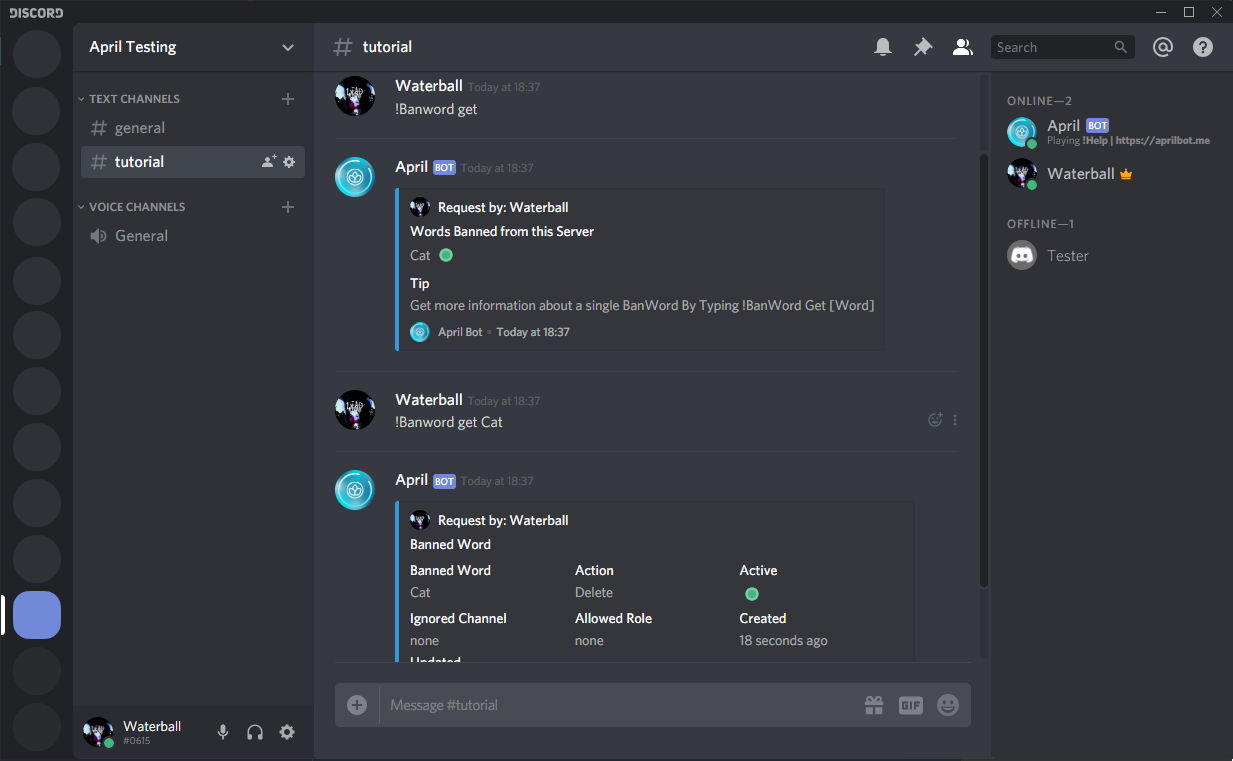 DISCORD
April Testing
TEXT CHANNELS
general
tutorial
VOICE CHANNELS
General
Waterball
#0615
# tutorial
Search
Waterball Today at 18:37
!Banword get
April BOT Today at 18:37
Request by: Waterball
Words Banned from this Server
Cat
Tip
Get more information about a single BanWord By Typing !BanWord Get [Word]
April Bot • Today at 18:37
Waterball Today at 18:37
!Banword get Cat
April BOT Today at 18:37
Request by: Waterball
Banned Word
Banned Word Action Active
Cat Delete
Ignored Channel Allowed Role Created
none none 18 seconds ago
Updated
Message #tutorial
GIF
ONLINE—2
April BOT
Playing !Help | https://aprilbot.me
Waterball
OFFLINE—1
Tester